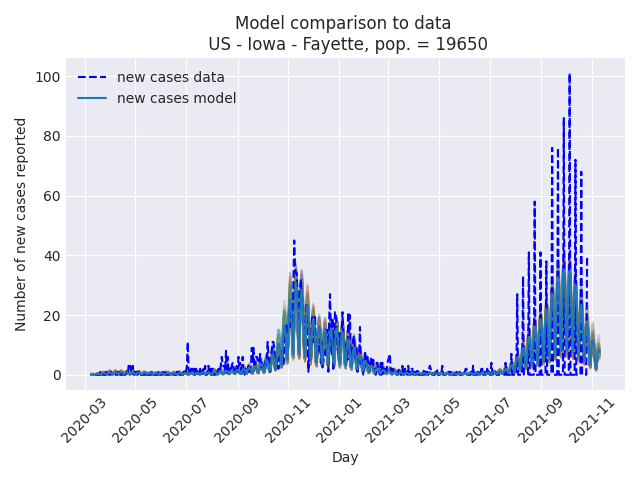 Model comparison to data
US - Iowa - Fayette, pop. = 19650
new cases data
new cases model
Number of new cases reported
100
80
60
40
20
0
2020-03
2020-05
2020-07
2020-09
2020-11
2021-01
2021-03
2021-05
2021-07
2021-09
2021-11
Day